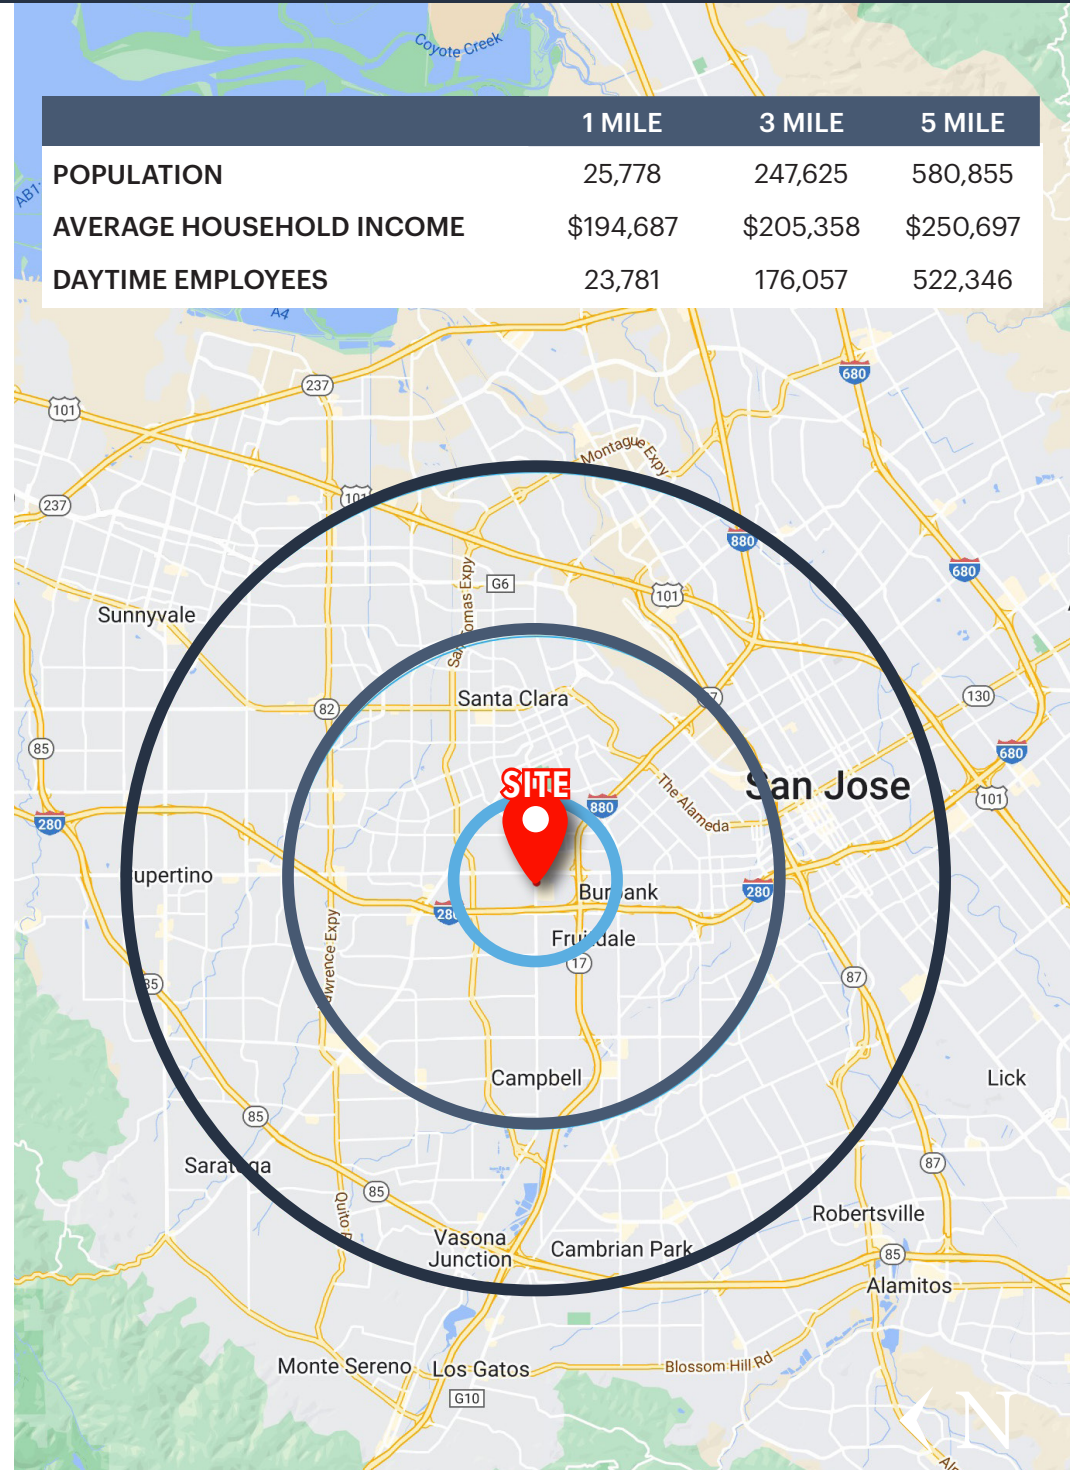 Coyote Creek
1 MILE 3 MILE 5 MILE
POPULATION 25,778 247,625 580,855
AVERAGE HOUSEHOLD INCOME $194,687 $205,358 $250,697
DAYTIME EMPLOYEES 23,781 176,057 522,346
A4
680
237
101
Montague Expy
101
237
880
680
G6
101
Sunnyvale
San Tomas Expy
Santa Clara
82
130
85
680
SITE
San Jose
880
101
The Alameda
280
Cupertino
Burbank
280
280
Fruitdale
17
Lawrence Expy
87
85
Campbell
Lick
85
Saratoga
87
85
Quito
Robertsville
Vasona
Junction
Cambrian Park
85
Alamitos
Monte Sereno
Los Gatos
Blossom Hill Rd
G10
N